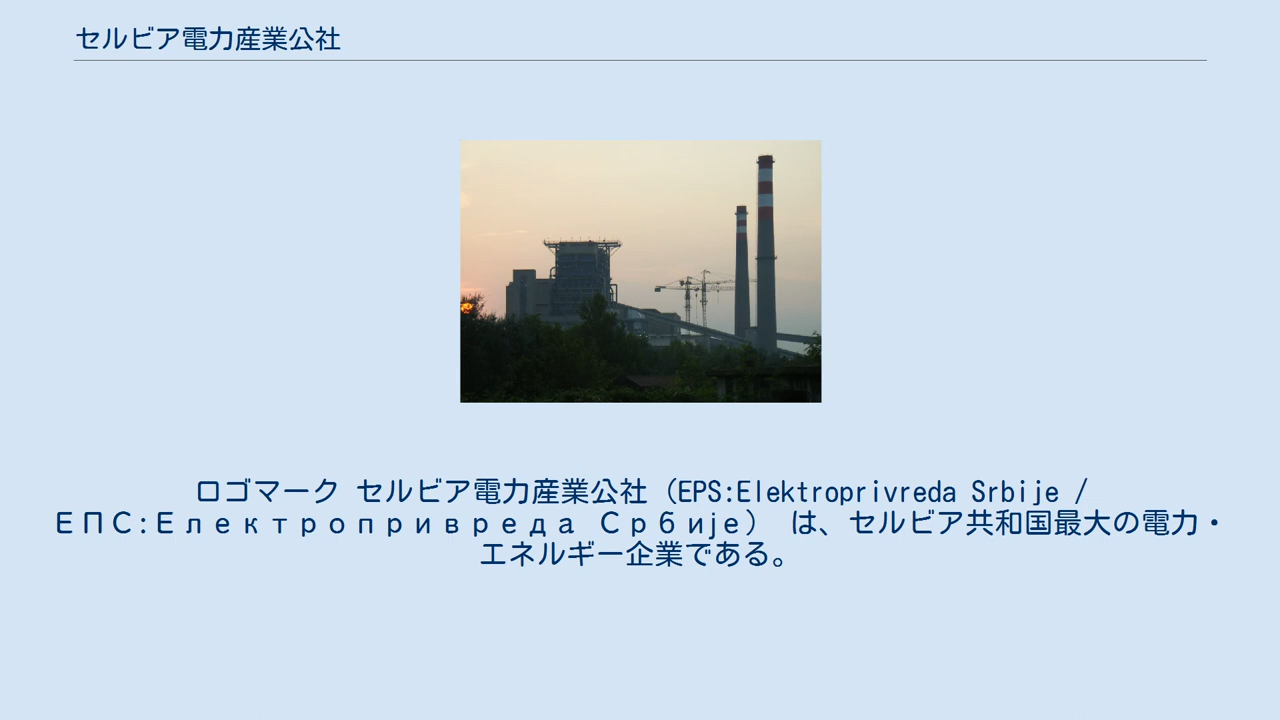 セルビア電力産業公社
ロゴマーク セルビア電力産業公社（EPS:Elektroprivreda Srbije /
ЕПС:Електропривреда Србијe） は、セルビア共和国最大の電力・
エネルギー企業である。